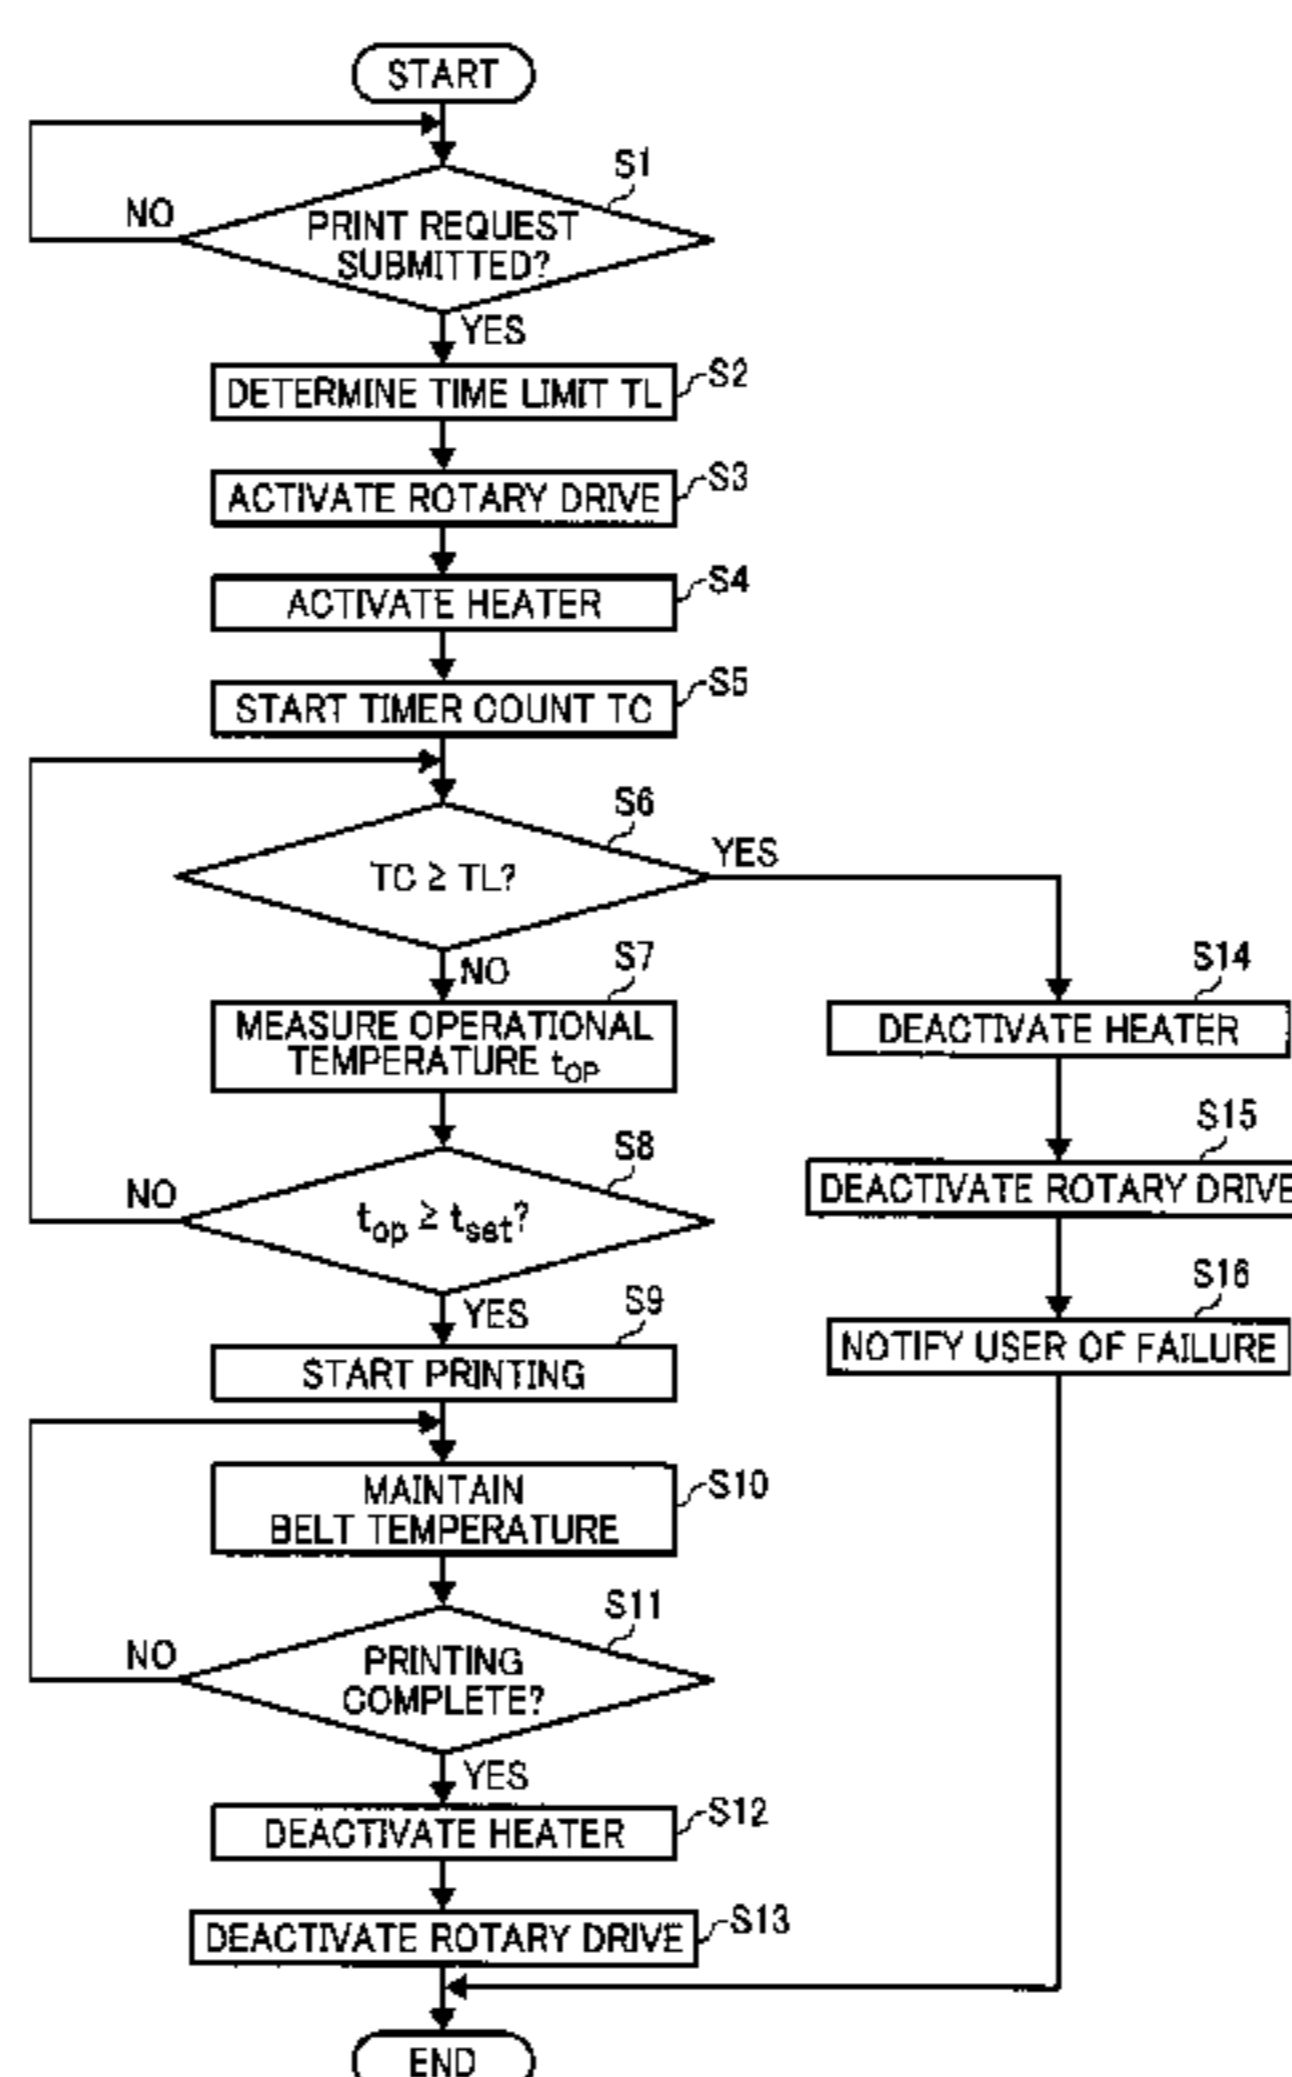 START
S1
NO
PRINT REQUEST
SUBMITTED?
YES
DETERMINE TIME LIMIT TL
S2
ACTIVATE ROTARY DRIVE
S3
ACTIVATE HEATER
S4
START TIMER COUNT TC
S5
S6
TC ≥ TL?
YES
NO
S7
MEASURE OPERATIONAL
TEMPERATURE tOP
S14
DEACTIVATE HEATER
S8
NO
top ≥ tset?
YES
S15
DEACTIVATE ROTARY DRIVE
S16
NOTIFY USER OF FAILURE
S9
START PRINTING
MAINTAIN
BELT TEMPERATURE
S10
S11
NO
PRINTING
COMPLETE?
YES
DEACTIVATE HEATER
S12
DEACTIVATE ROTARY DRIVE
S13
END